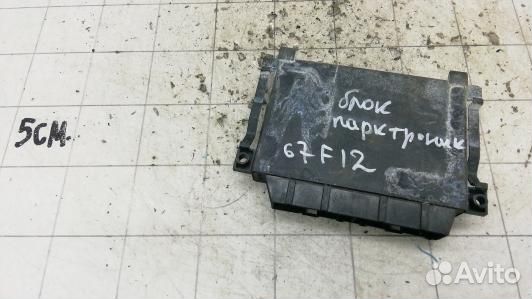 5СМ.
блок
парктроник
67F12
Avito